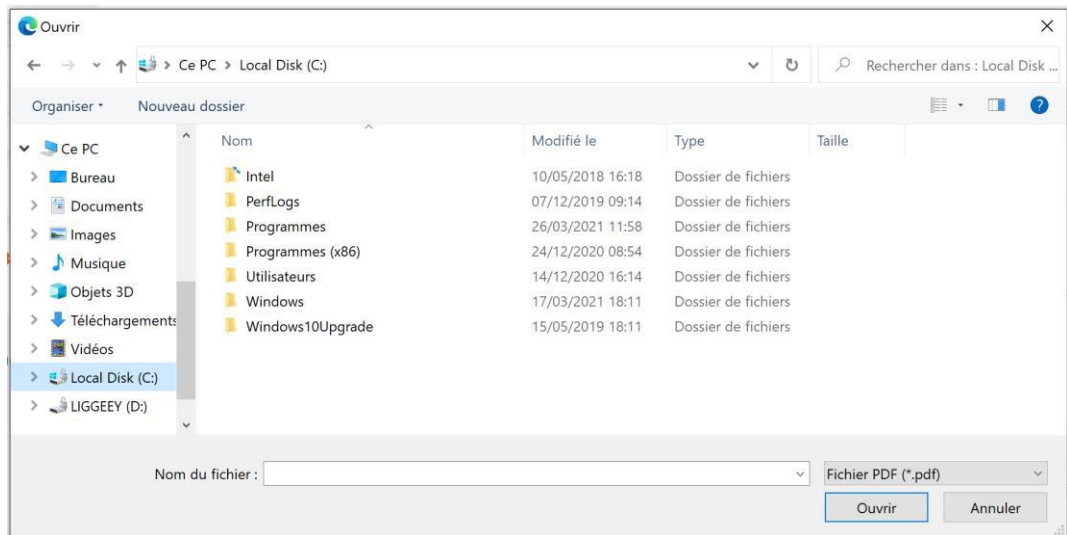 Ouvrir
Ce PC > Local Disk (C:)
Rechercher dans : Local Disk ...
Organiser
Nouveau dossier
Nom Modifié le Type Taille
Ce PC
Bureau
Documents
Images
Musique
Objets 3D
Téléchargements
Vidéos
Local Disk (C:)
LIGGEEY (D:)
Intel 10/05/2018 16:18 Dossier de fichiers
PerfLogs 07/12/2019 09:14 Dossier de fichiers
Programmes 26/03/2021 11:58 Dossier de fichiers
Programmes (x86) 24/12/2020 08:54 Dossier de fichiers
Utilisateurs 14/12/2020 16:14 Dossier de fichiers
Windows 17/03/2021 18:11 Dossier de fichiers
Windows10Upgrade 15/05/2019 18:11 Dossier de fichiers
Nom du fichier :
Fichier PDF (*.pdf)
Ouvrir
Annuler